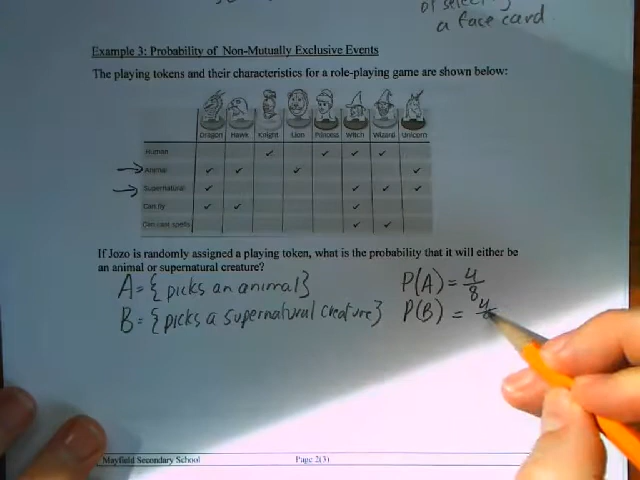 of selec
a face card
Example 3: Probability of Non-Mutually Exclusive Events
The playing tokens and their characteristics for a role-playing game are shown below:
Dragon Hawk Knight Lion Princess Witch Wizard Unicorn
Human ✓ ✓ ✓ ✓
→ Animal ✓ ✓ ✓ ✓
→ Supernatural ✓ ✓ ✓ ✓
Can fly ✓ ✓ ✓
Can cast spells ✓ ✓
If Jozo is randomly assigned a playing token, what is the probability that it will either be
an animal or supernatural creature?
A = {picks an animal} P(A) = 4/8
B = {picks a supernatural creature} P(B) = 4/
Mayfield Secondary School Page 2(3)